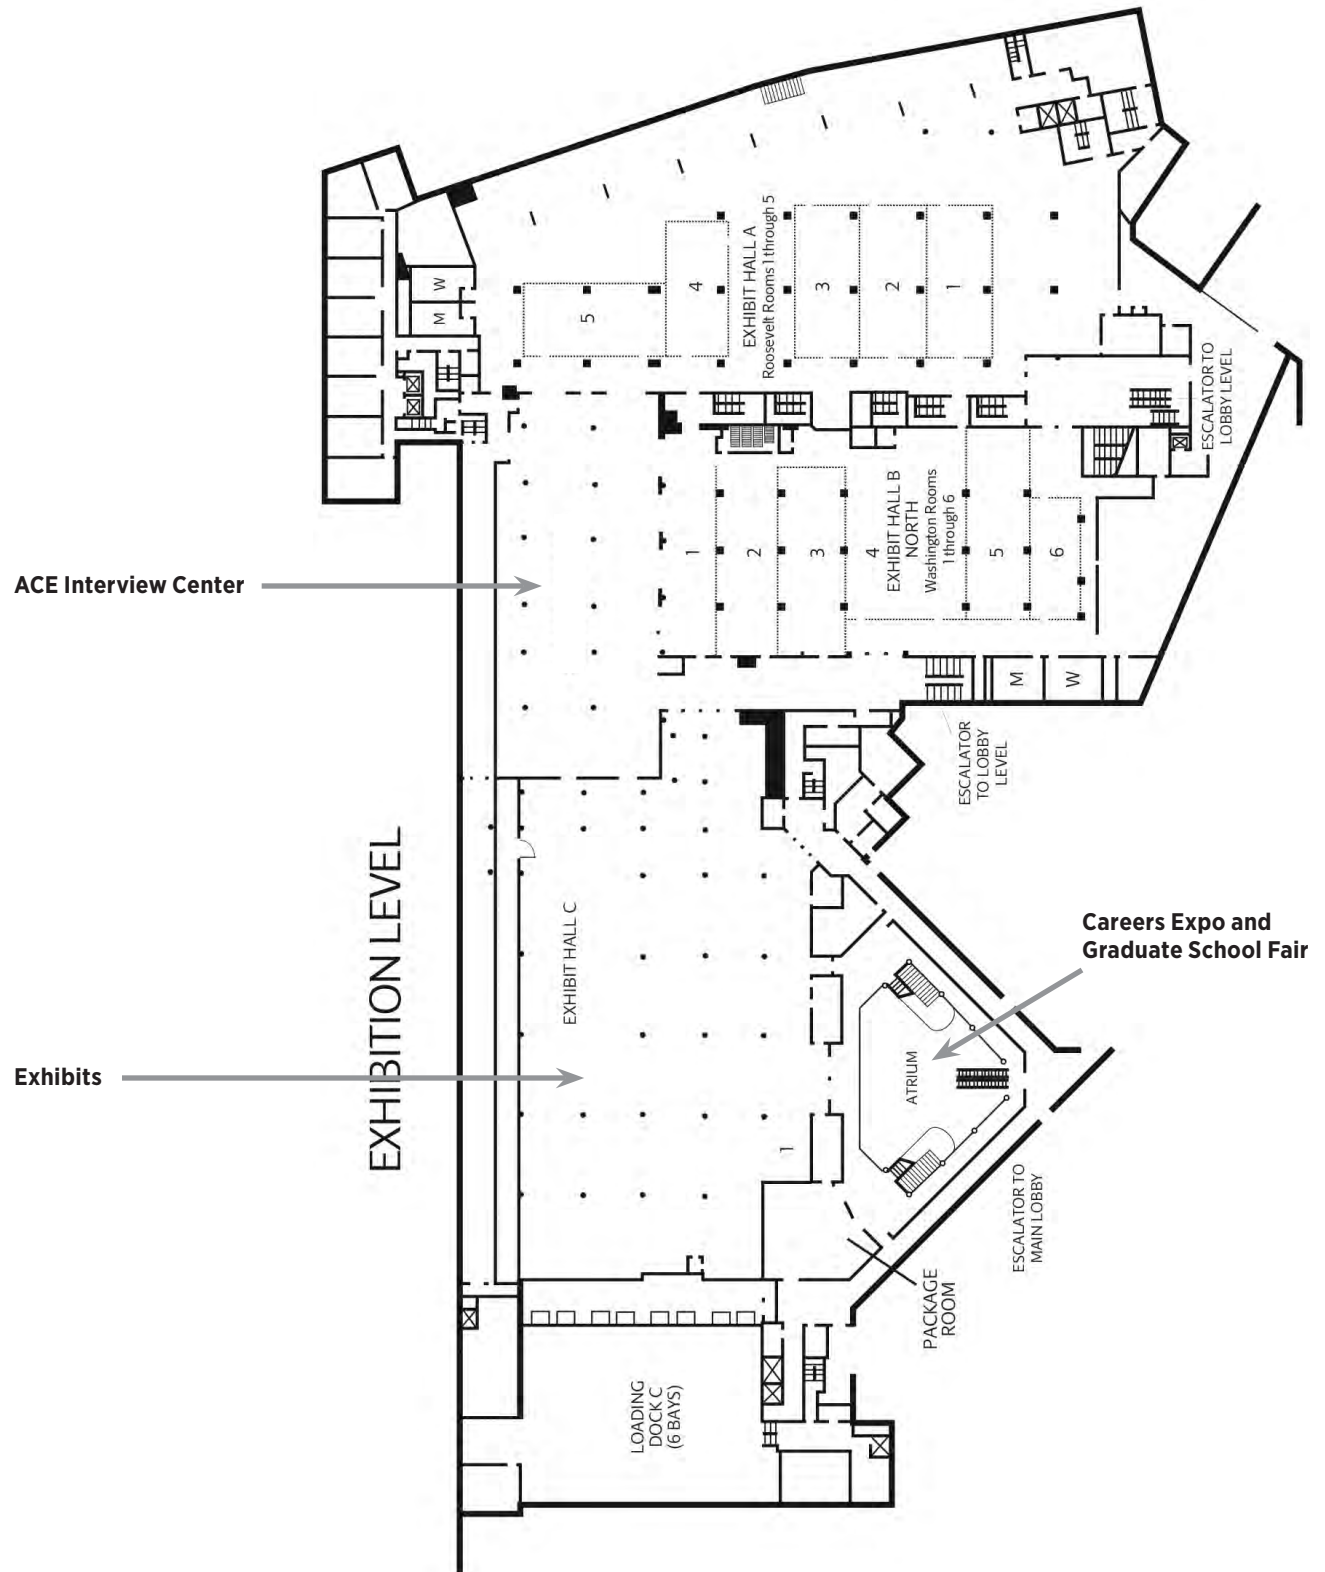 EXHIBITION LEVEL
ACE Interview Center
Exhibits
Careers Expo and
Graduate School Fair
EXHIBIT HALL A
Roosevelt Rooms 1 through 5
5
4
3
2
1
M
W
ESCALATOR TO
LOBBY LEVEL
EXHIBIT HALL B
NORTH
Washington Rooms
1 through 6
1
2
3
4
5
6
M
W
ESCALATOR
TO LOBBY
LEVEL
EXHIBIT HALL C
1
ATRIUM
ESCALATOR TO
MAIN LOBBY
PACKAGE
ROOM
LOADING
DOCK C
(6 BAYS)